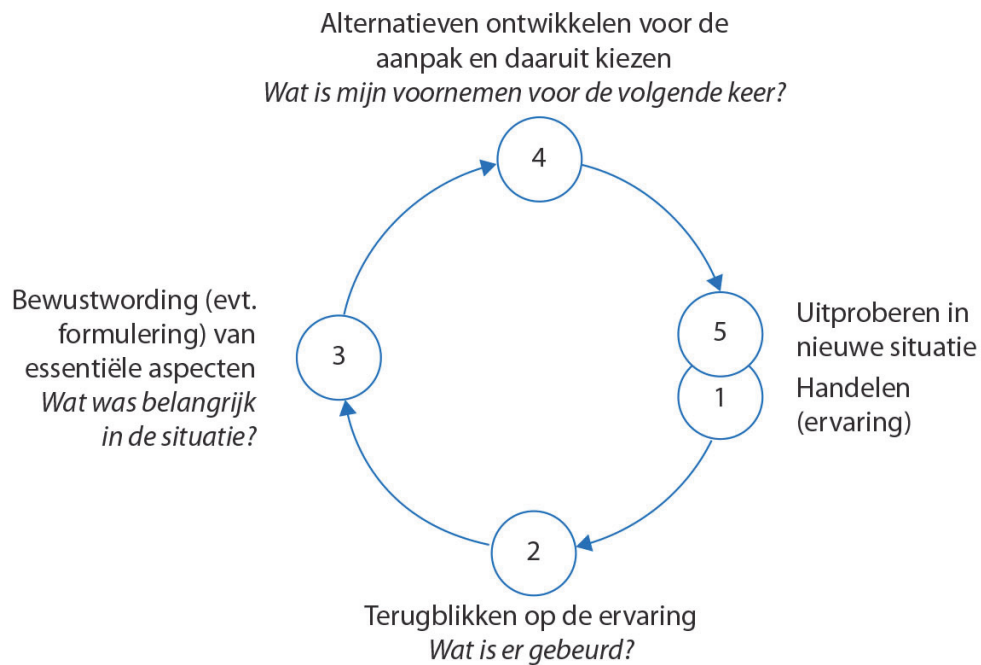 Alternatieven ontwikkelen voor de
aanpak en daaruit kiezen
Wat is mijn voornemen voor de volgende keer?
4
Bewustwording (evt.
formulering) van
essentiële aspecten
Wat was belangrijk
in de situatie?
3
5
Uitproberen in
nieuwe situatie
1
Handelen
(ervaring)
2
Terugblikken op de ervaring
Wat is er gebeurd?